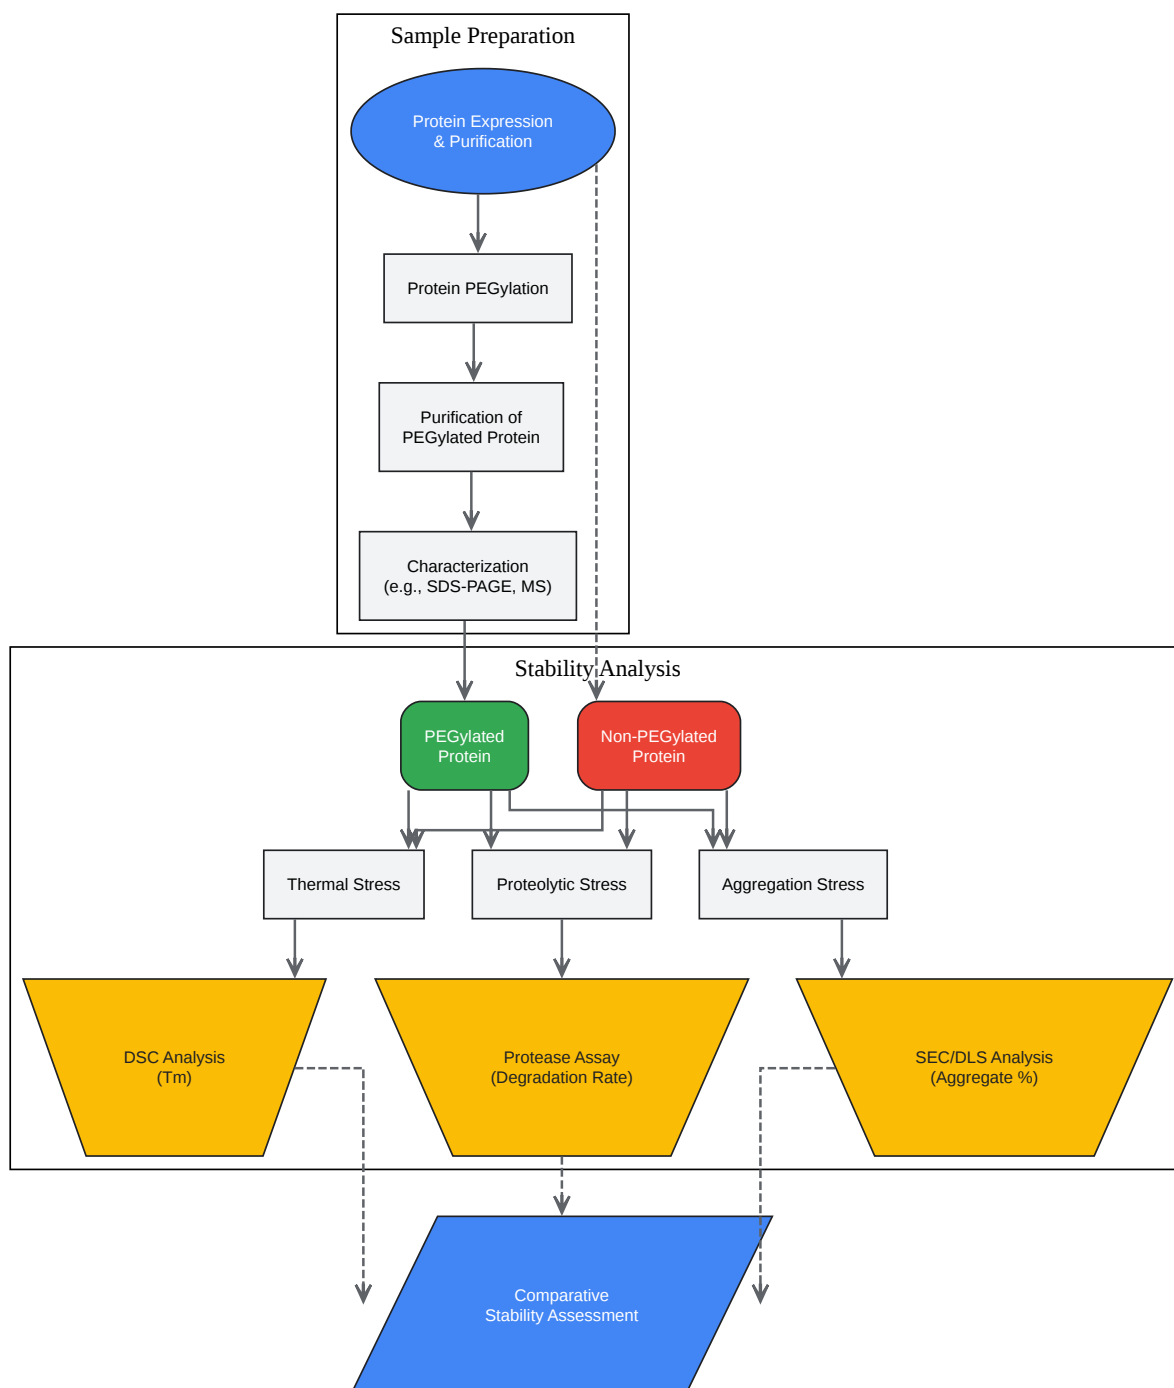 Sample Preparation
Protein Expression
& Purification
Protein PEGylation
Purification of
PEGylated Protein
Characterization
(e.g., SDS-PAGE, MS)
Stability Analysis
PEGylated
Protein
Non-PEGylated
Protein
Thermal Stress
Proteolytic Stress
Aggregation Stress
DSC Analysis
(Tm)
Protease Assay
(Degradation Rate)
SEC/DLS Analysis
(Aggregate %)
Comparative
Stability Assessment